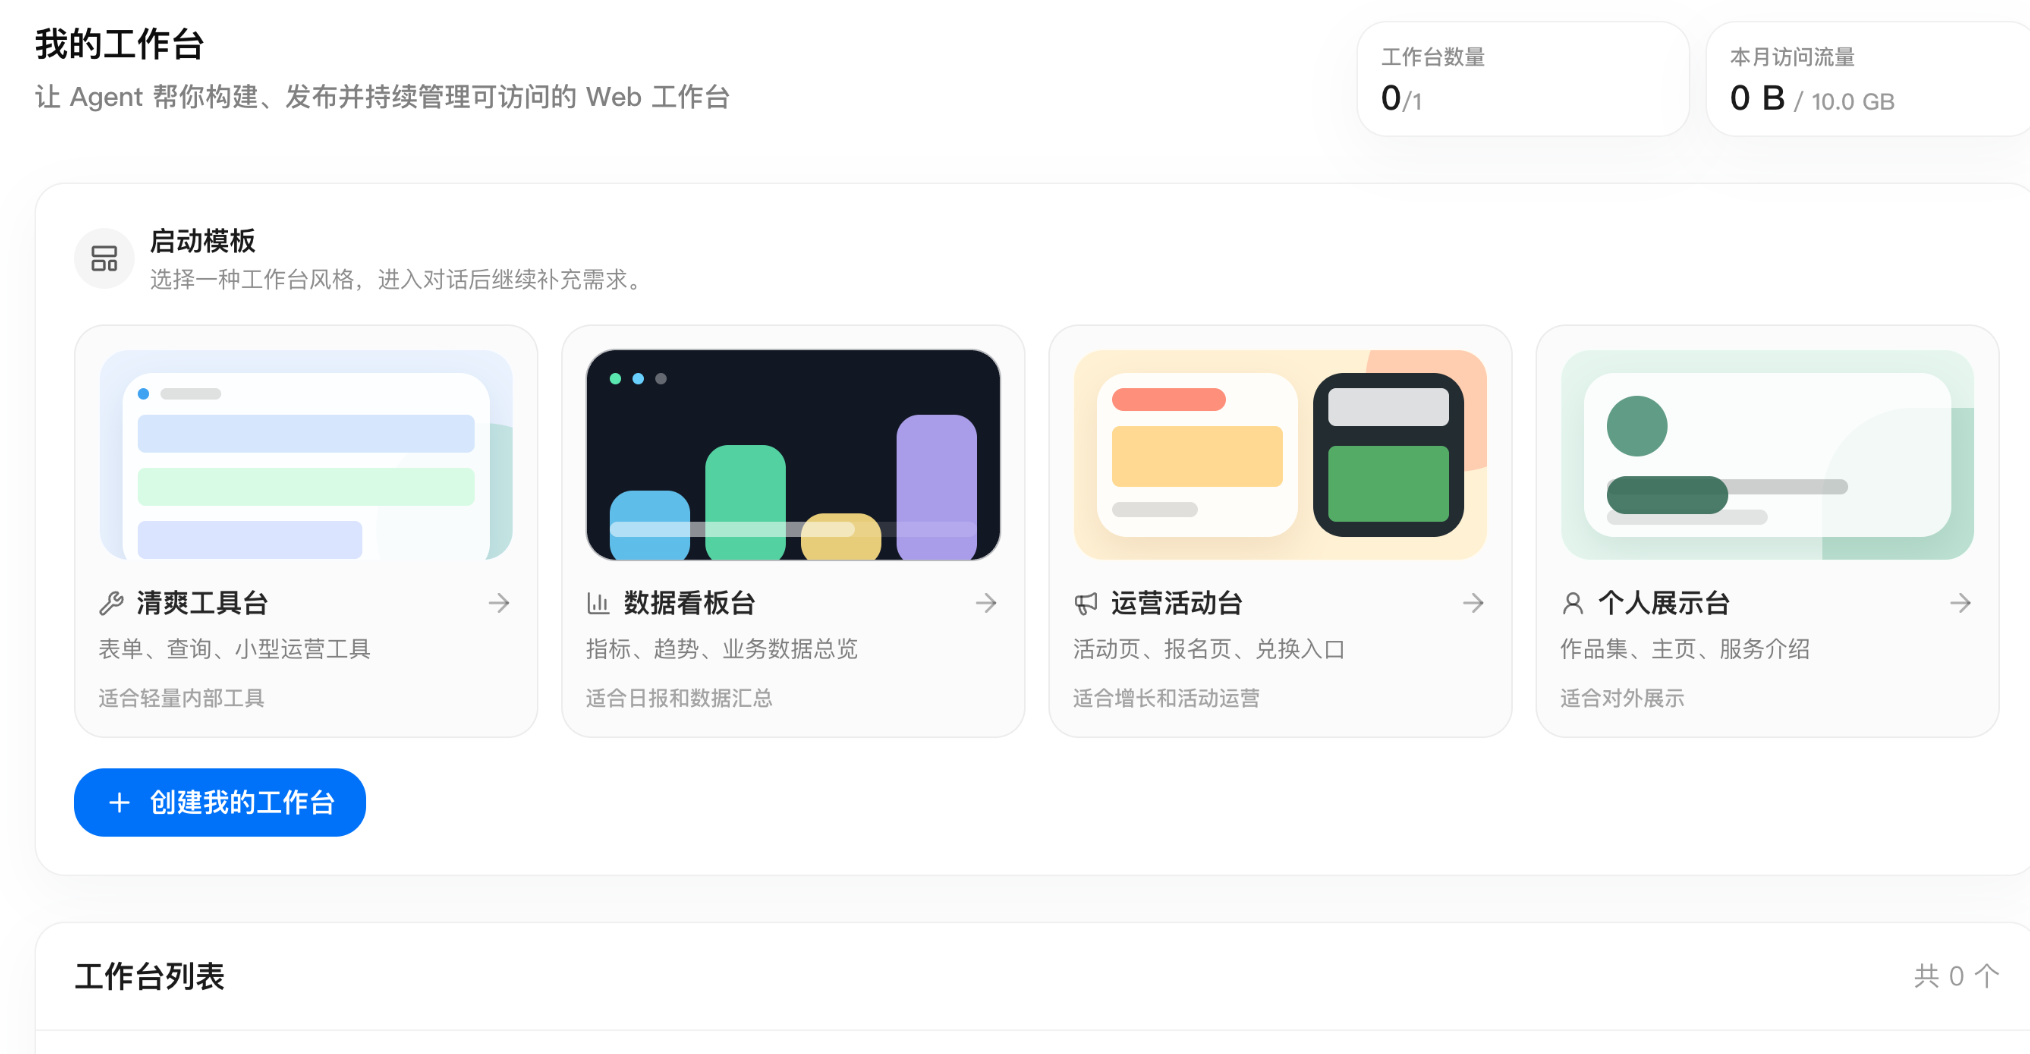 我的工作台
让 Agent 帮你构建、发布并持续管理可访问的 Web 工作台
工作台数量
0/1
本月访问流量
0 B / 10.0 GB
启动模板
选择一种工作台风格，进入对话后继续补充需求。
清爽工具台
表单、查询、小型运营工具
适合轻量内部工具
数据看板台
指标、趋势、业务数据总览
适合日报和数据汇总
运营活动台
活动页、报名页、兑换入口
适合增长和活动运营
个人展示台
作品集、主页、服务介绍
适合对外展示
创建我的工作台
工作台列表
共 0 个